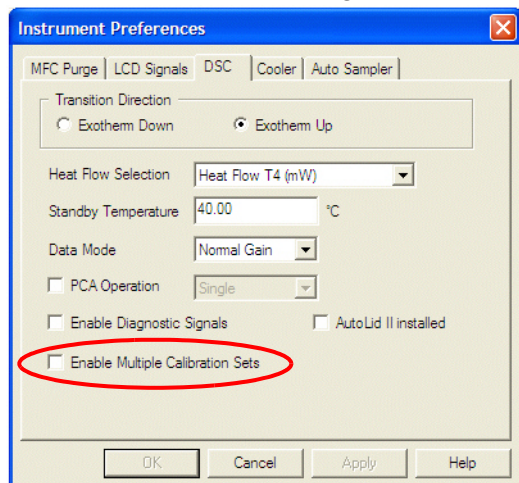 Instrument Preferences
MFC Purge LCD Signals DSC Cooler Auto Sampler
Transition Direction
Exotherm Down Exotherm Up
Heat Flow Selection Heat Flow T4 (mW)
Standby Temperature 40.00 °C
Data Mode Normal Gain
PCA Operation Single
Enable Diagnostic Signals AutoLid II installed
Enable Multiple Calibration Sets
OK Cancel Apply Help